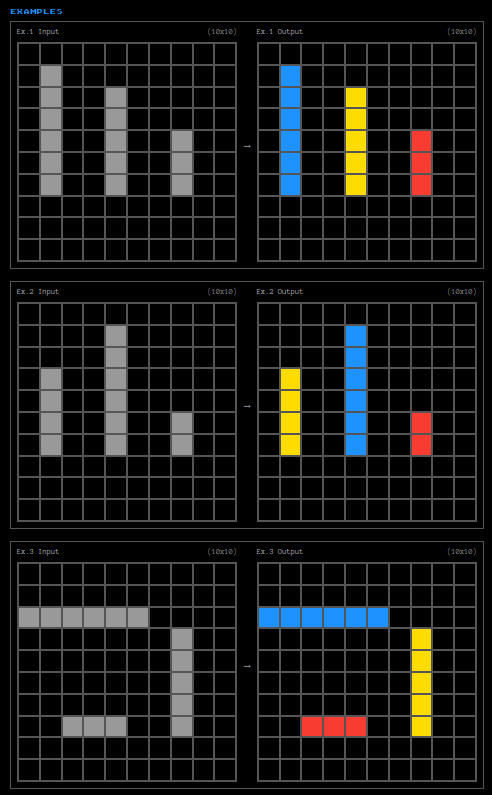 EXAMPLES
Ex.1 Input (10x10) Ex.1 Output (10x10)
→
Ex.2 Input (10x10) Ex.2 Output (10x10)
→
Ex.3 Input (10x10) Ex.3 Output (10x10)
→